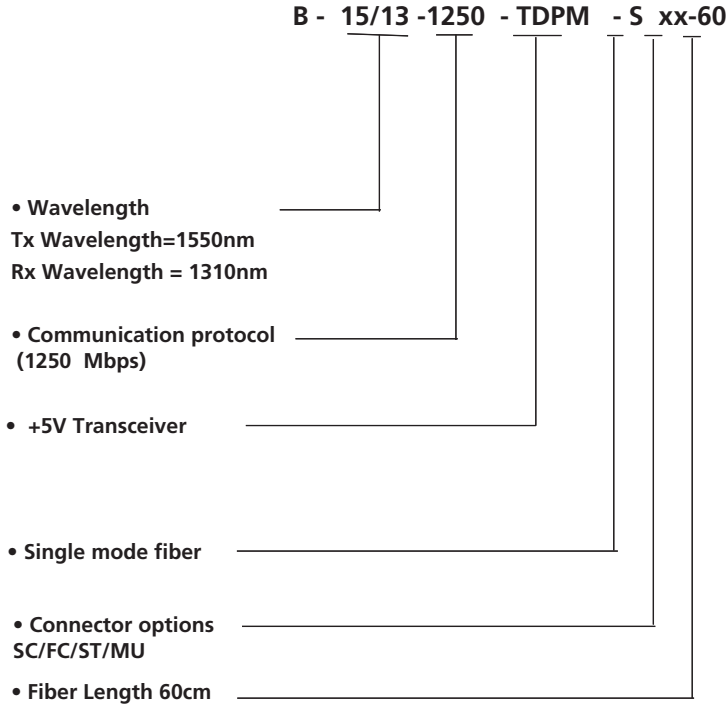 B - 15/13 -1250 - TDPM - S xx-60
• Wavelength
Tx Wavelength=1550nm
Rx Wavelength = 1310nm
• Communication protocol
(1250 Mbps)
• +5V Transceiver
• Single mode fiber
• Connector options
SC/FC/ST/MU
• Fiber Length 60cm